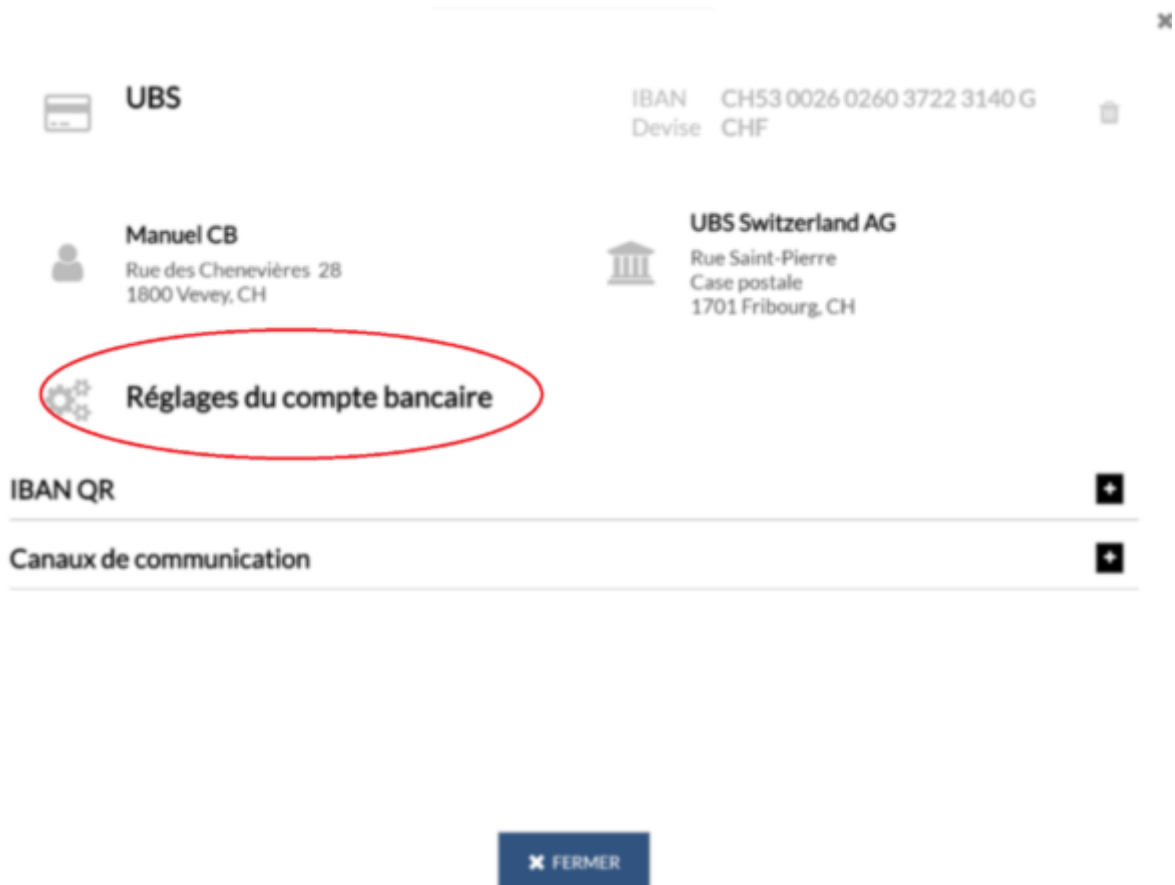 UBS
IBAN CH53 0026 0260 3722 3140 G
Devise CHF
Manuel CB
Rue des Chenevières 28
1800 Vevey, CH
UBS Switzerland AG
Rue Saint-Pierre
Case postale
1701 Fribourg, CH
Réglages du compte bancaire
IBAN QR
Canaux de communication
FERMER